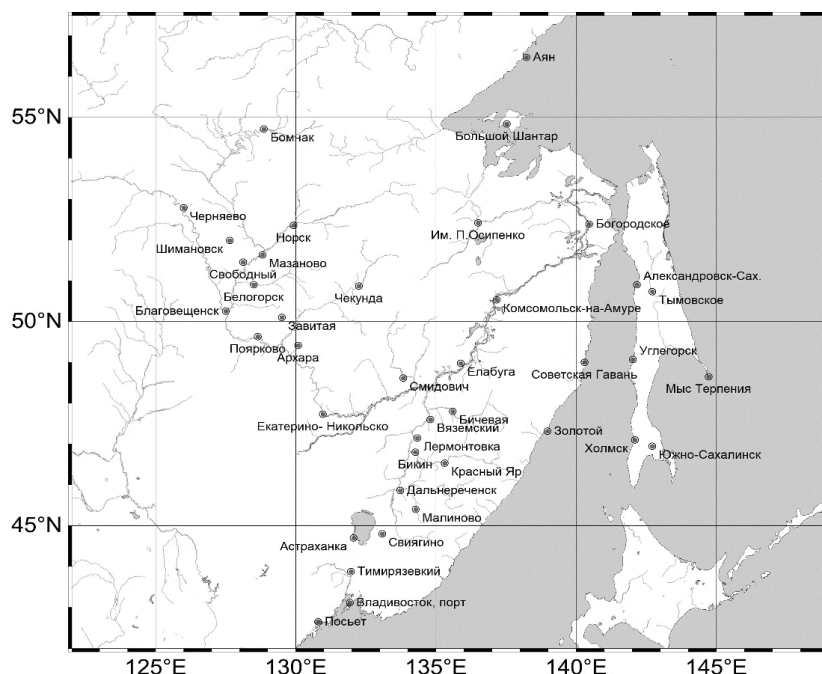 Аян
55°N
Большой Шантар
Бомчак
Черняево
Норск
Им. П.Осипенко
Богородское
Шимановск
Мазаново
Свободный
Александровск-Сах.
Белогорск
Чекунда
Тымовское
Благовещенск
Комсомольск-на-Амуре
50°N
Завитая
Поярково
Архара
Углегорск
Елабуга
Советская Гавань
Смидович
Мыс Терпения
Екатерино- Никольско
Бичевая
Вяземский
Золотой
Лермонтовка
Холмск
Южно-Сахалинск
Бикин
Красный Яр
Дальнереченск
Малиново
45°N
Астраханка
Свиягино
Тимирязевкий
Владивосток, порт
Посьет
125°E
130°E
135°E
140°E
145°E